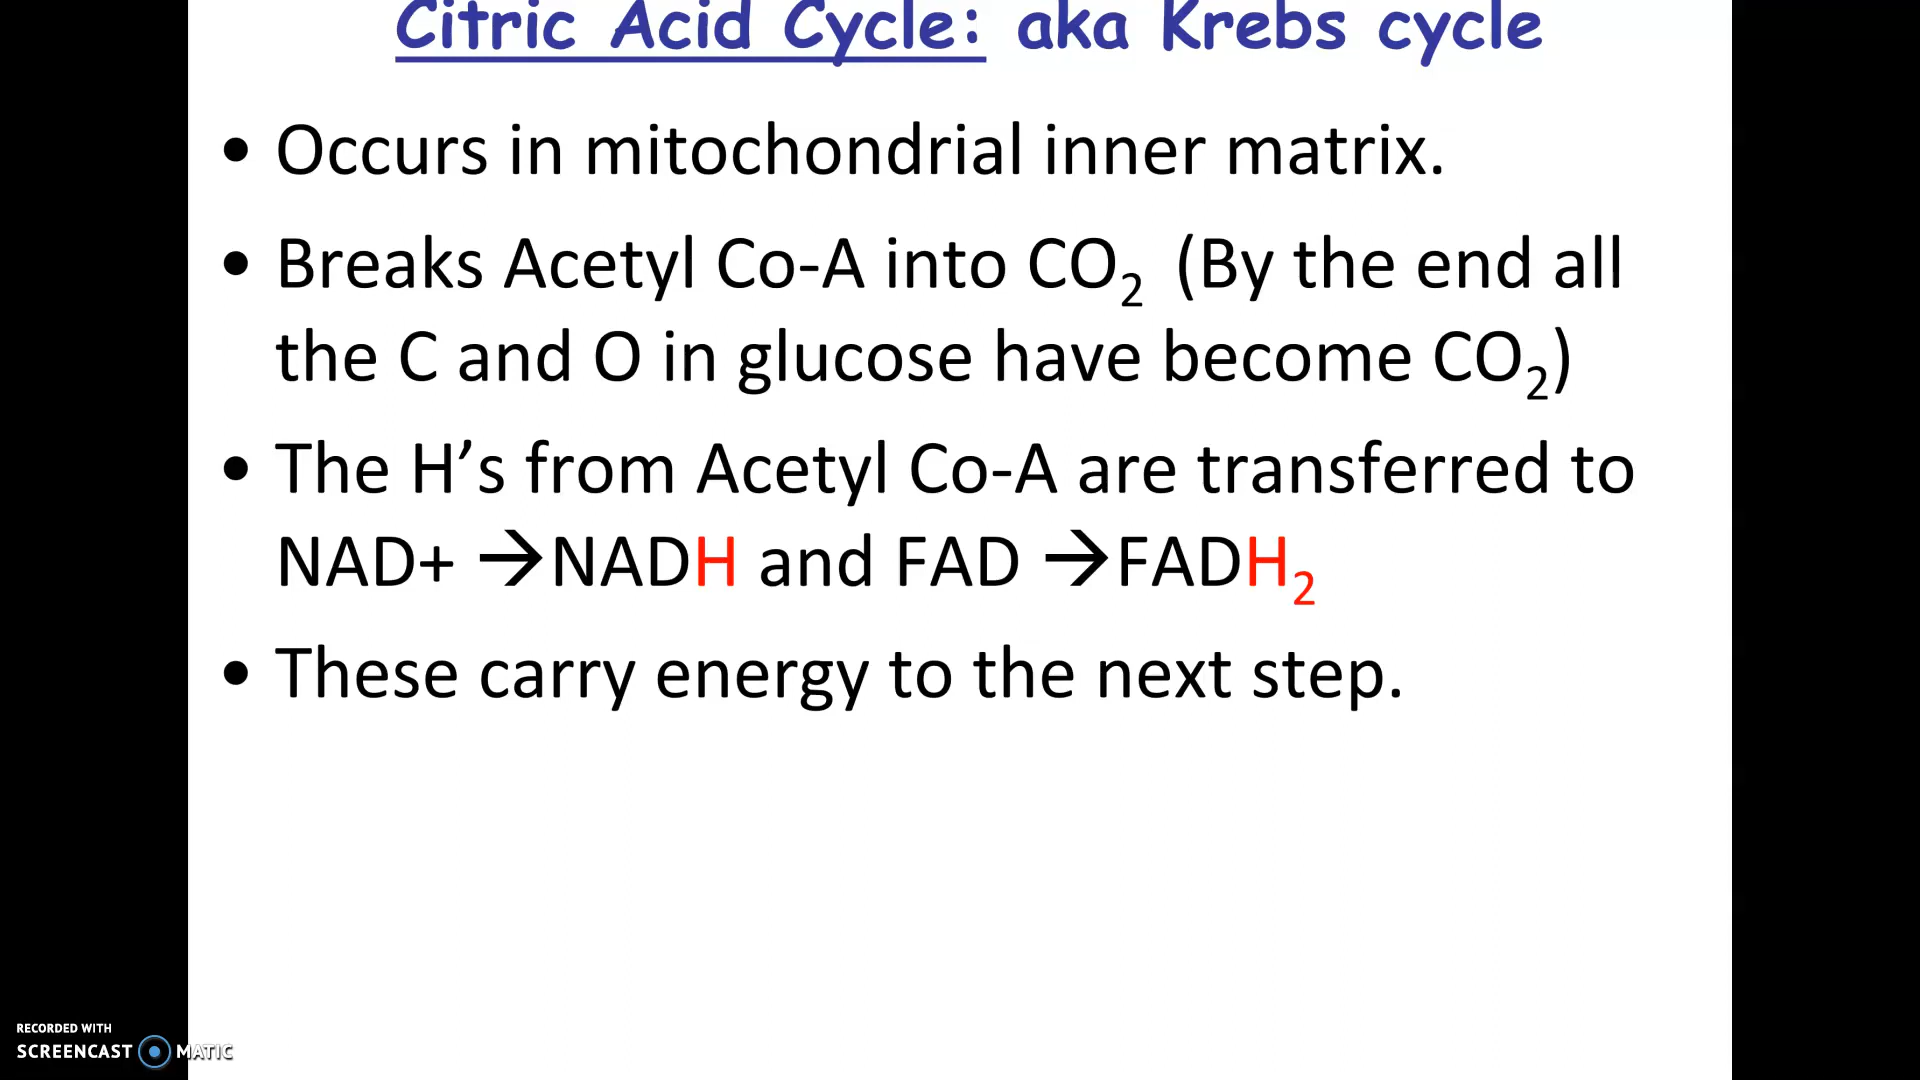 Citric Acid Cycle: aka Krebs cycle
• Occurs in mitochondrial inner matrix.
• Breaks Acetyl Co-A into CO₂ (By the end all
the C and O in glucose have become CO₂)
• The H’s from Acetyl Co-A are transferred to
NAD+ →NADH and FAD →FADH₂
• These carry energy to the next step.
RECORDED WITH
SCREENCAST MATIC